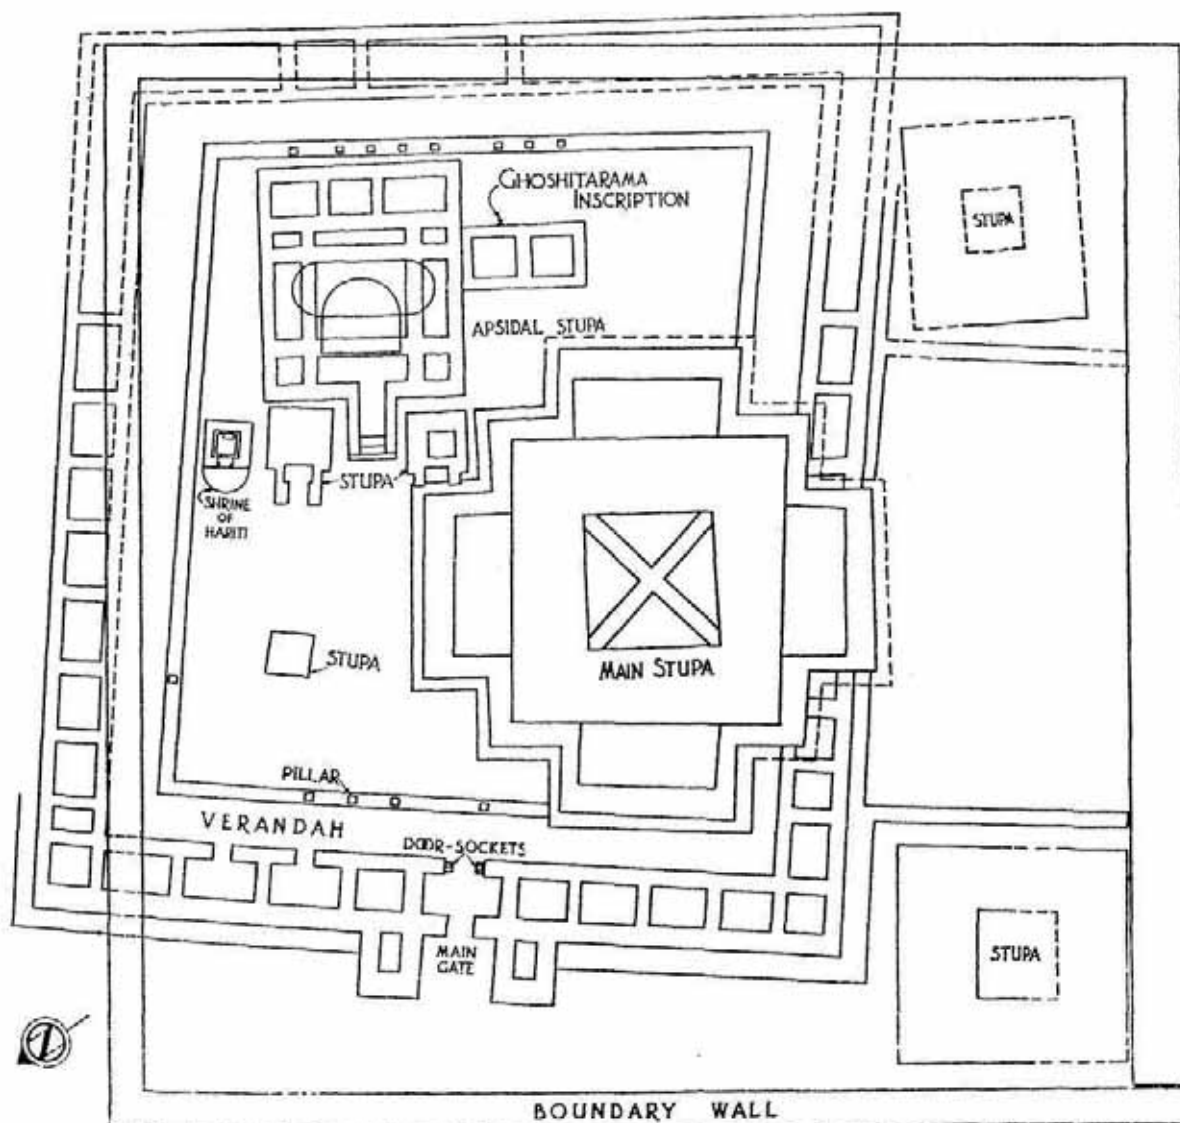 GHOSHITARAMA
INSCRIPTION
STUPA
APSIDAL STUPA
STUPA
SHRINE
OF
HARITI
MAIN STUPA
STUPA
PILLAR
VERANDAH
DOOR-SOCKETS
MAIN
GATE
STUPA
BOUNDARY WALL